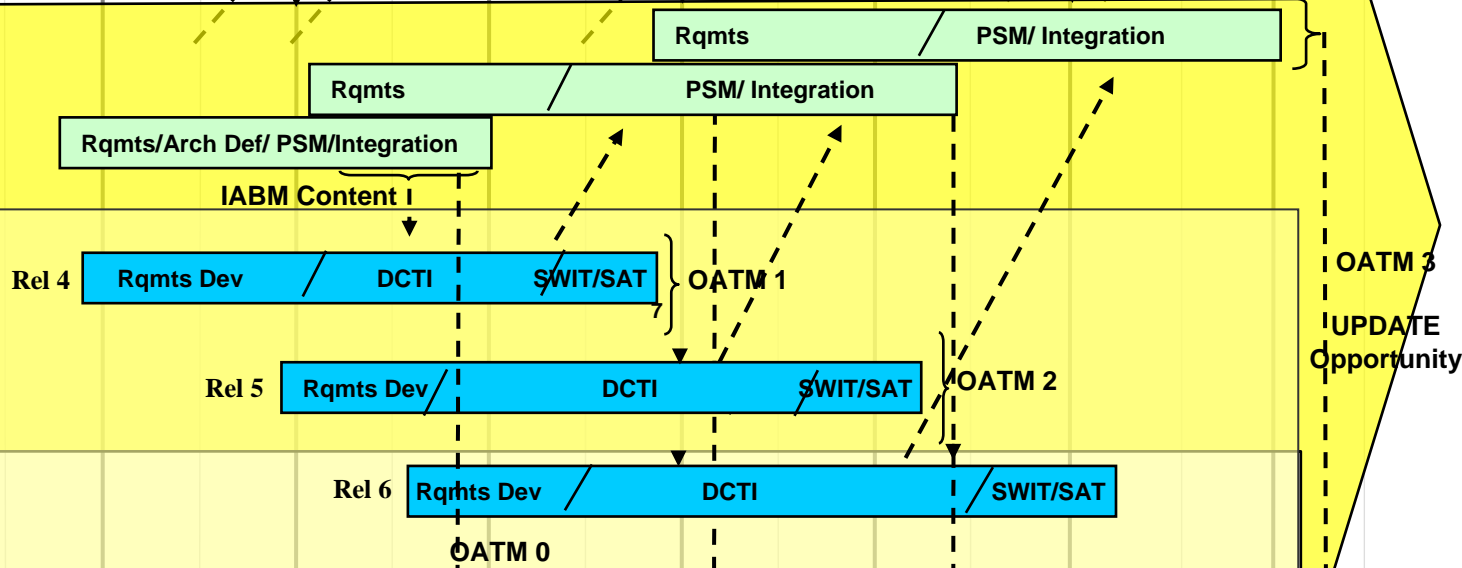 Rqmts PSM/ Integration
Rqmts PSM/ Integration
Rqmts/Arch Def/ PSM/Integration
IABM Content
Rel 4 Rqmts Dev DCTI SWIT/SAT OATM 1
7
OATM 3
UPDATE
Opportunity
Rel 5 Rqmts Dev DCTI SWIT/SAT OATM 2
Rel 6 Rqmts Dev DCTI SWIT/SAT
OATM 0